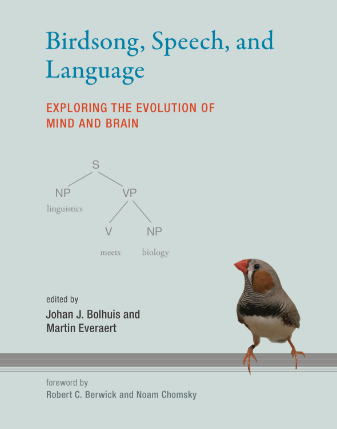 Birdsong, Speech, and
Language
EXPLORING THE EVOLUTION OF
MIND AND BRAIN
S
NP VP
linguistics
V NP
meets biology
edited by
Johan J. Bolhuis and
Martin Everaert
foreword by
Robert C. Berwick and Noam Chomsky